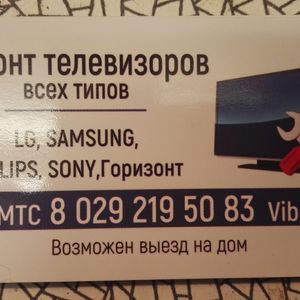 онт телевизоров
всех типов
LG, SAMSUNG,
LIPS, SONY,Горизонт
МТС 8 029 219 50 83 Vib
Возможен выезд на дом